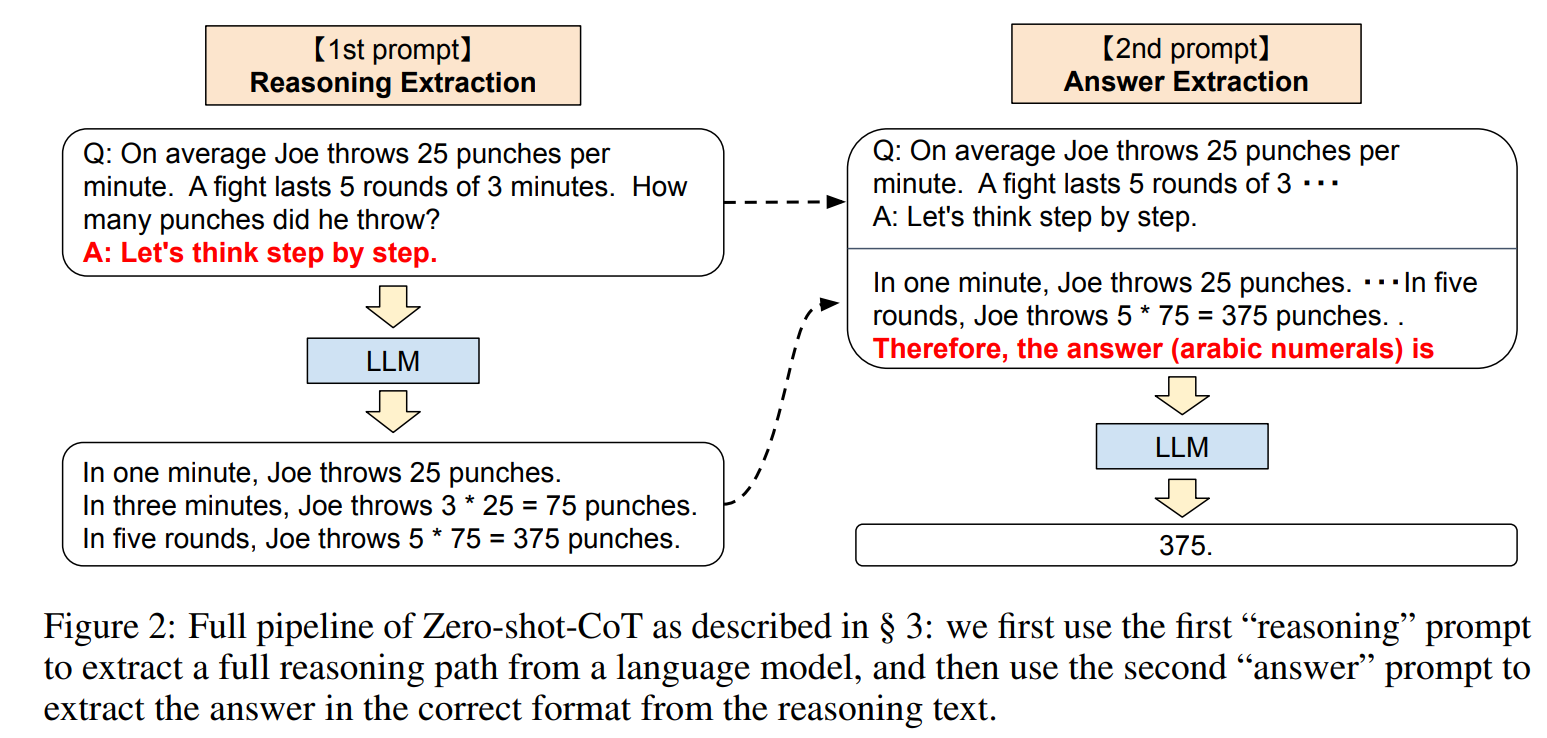 【1st prompt】
Reasoning Extraction
Q: On average Joe throws 25 punches per
minute.  A fight lasts 5 rounds of 3 minutes.  How
many punches did he throw?
A: Let's think step by step.
LLM
In one minute, Joe throws 25 punches.
In three minutes, Joe throws 3 * 25 = 75 punches.
In five rounds, Joe throws 5 * 75 = 375 punches.
【2nd prompt】
Answer Extraction
Q: On average Joe throws 25 punches per
minute.  A fight lasts 5 rounds of 3 ･･･
A: Let's think step by step.
In one minute, Joe throws 25 punches. ･･･In five
rounds, Joe throws 5 * 75 = 375 punches. .
Therefore, the answer (arabic numerals) is
LLM
375.
Figure 2: Full pipeline of Zero-shot-CoT as described in § 3: we first use the first “reasoning” prompt
to extract a full reasoning path from a language model, and then use the second “answer” prompt to
extract the answer in the correct format from the reasoning text.